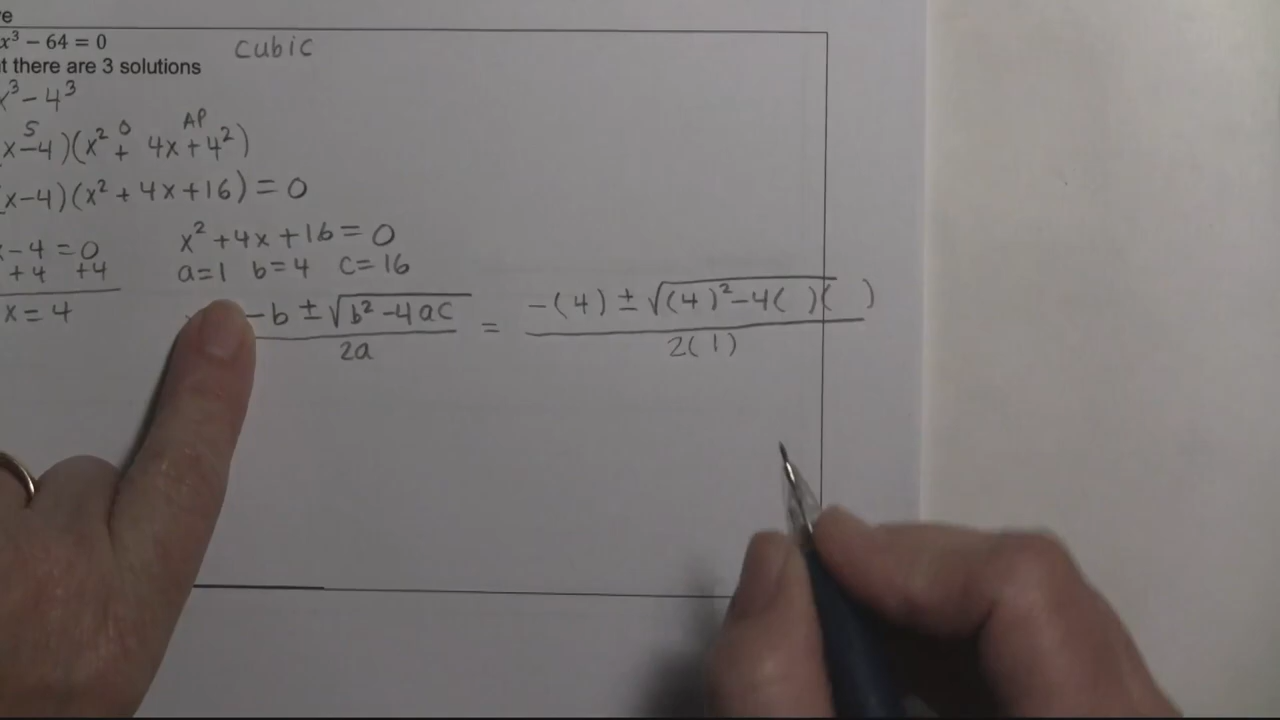 e
x³ − 64 = 0 cubic
t there are 3 solutions
x³ − 4³
S O AP
x−4)(x² + 4x + 4²)
(x−4)(x² + 4x + 16) = 0
x² + 4x + 16 = 0
−4 = 0
a = 1 b = 4 c = 16
+4 +4
x = 4
−b ± √(b² − 4ac) / 2a = −(4) ± √((4)² − 4( )( )) / 2(1)